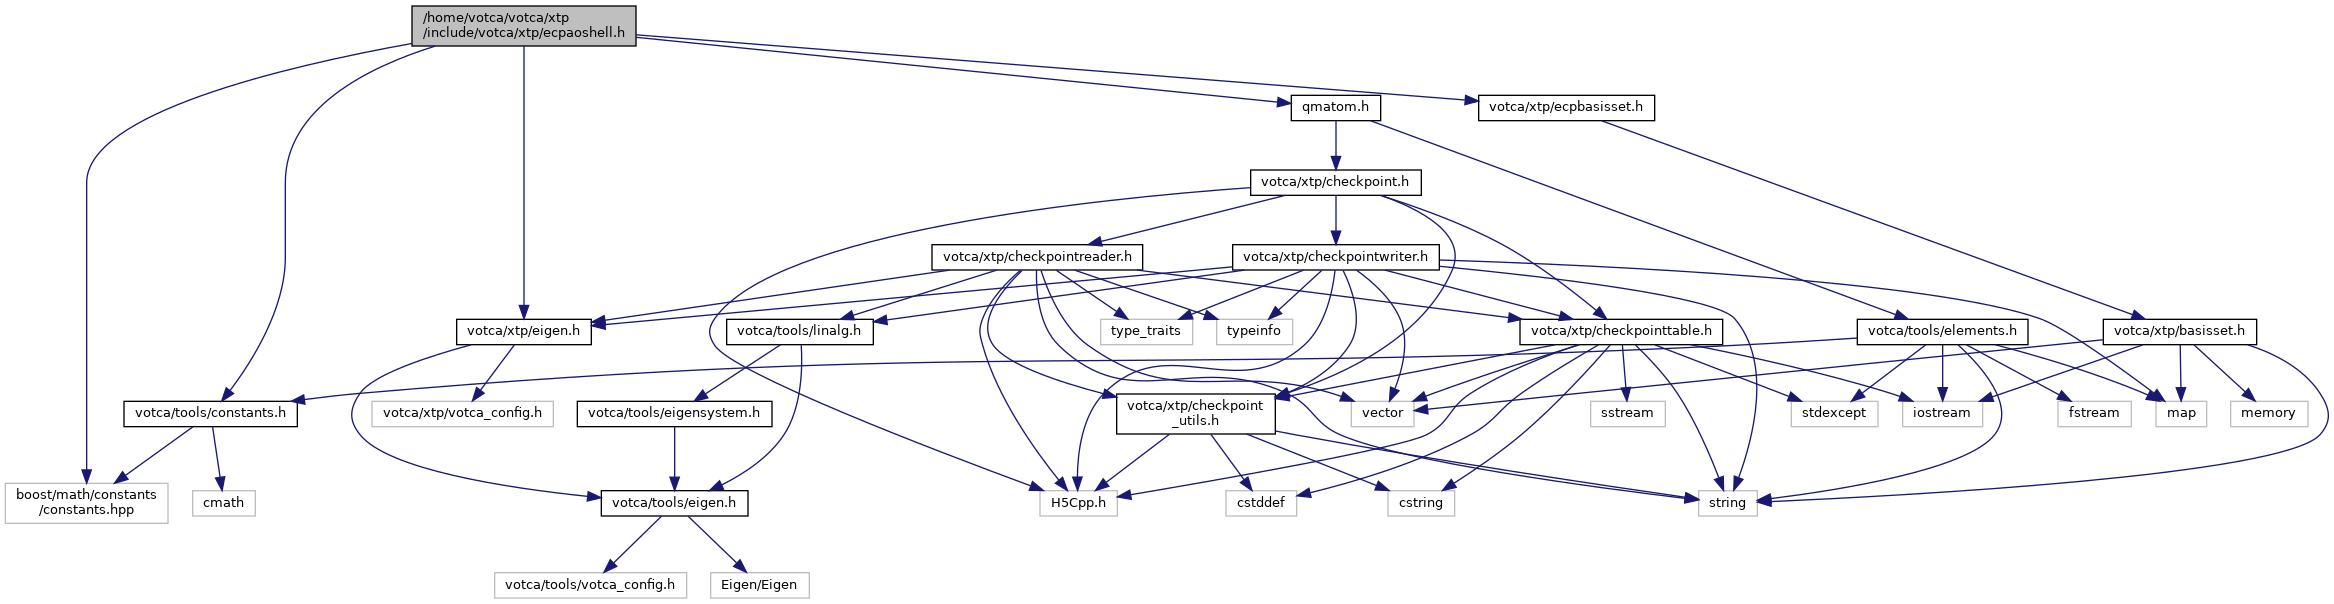 /home/votca/votca/xtp
/include/votca/xtp/ecpaoshell.h
qmatom.h
votca/xtp/ecpbasisset.h
votca/xtp/checkpoint.h
votca/xtp/checkpointreader.h
votca/xtp/checkpointwriter.h
votca/xtp/eigen.h
votca/tools/linalg.h
type_traits
typeinfo
votca/xtp/checkpointtable.h
votca/tools/elements.h
votca/xtp/basisset.h
votca/tools/constants.h
votca/xtp/votca_config.h
votca/tools/eigensystem.h
votca/xtp/checkpoint
_utils.h
vector
sstream
stdexcept
iostream
fstream
map
memory
boost/math/constants
/constants.hpp
cmath
votca/tools/eigen.h
H5Cpp.h
cstddef
cstring
string
votca/tools/votca_config.h
Eigen/Eigen